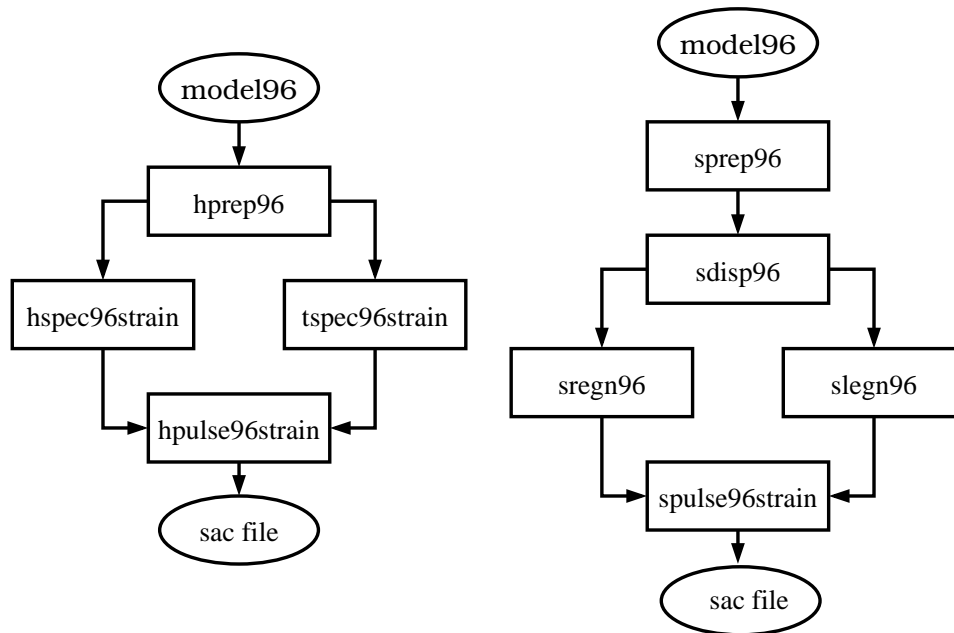 model96
hprep96
hspec96strain
tspec96strain
hpulse96strain
sac file
model96
sprep96
sdisp96
sregn96
slegn96
spulse96strain
sac file